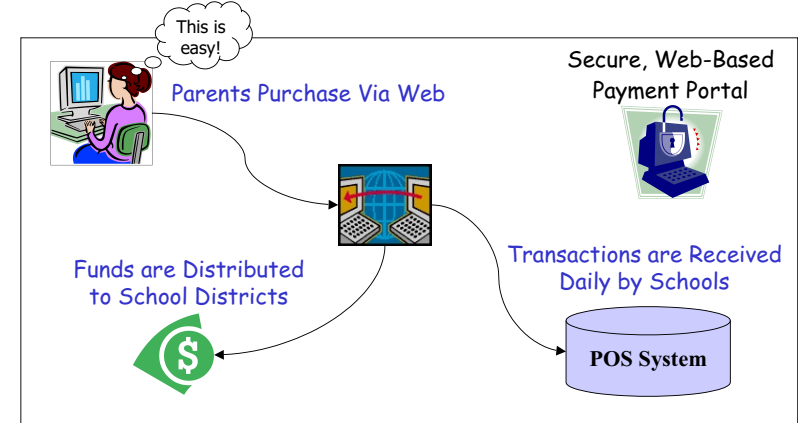 This is
easy!
Parents Purchase Via Web
Secure, Web-Based
Payment Portal
Funds are Distributed
to School Districts
$
Transactions are Received
Daily by Schools
POS System